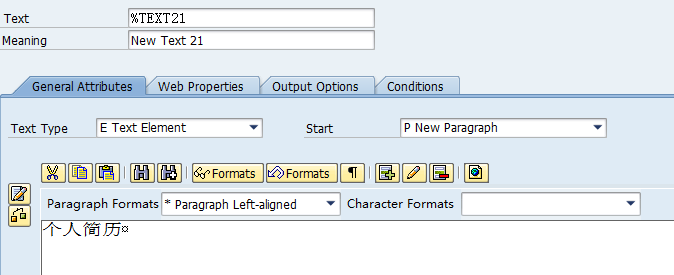 Text %TEXT21
Meaning New Text 21
General Attributes Web Properties Output Options Conditions
Text Type E Text Element Start P New Paragraph
Formats Formats ¶
Paragraph Formats * Paragraph Left-aligned Character Formats
个人简历¤